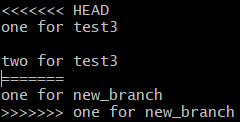 <<<<<<< HEAD
one for test3

two for test3
=======
one for new_branch
>>>>>>> one for new_branch